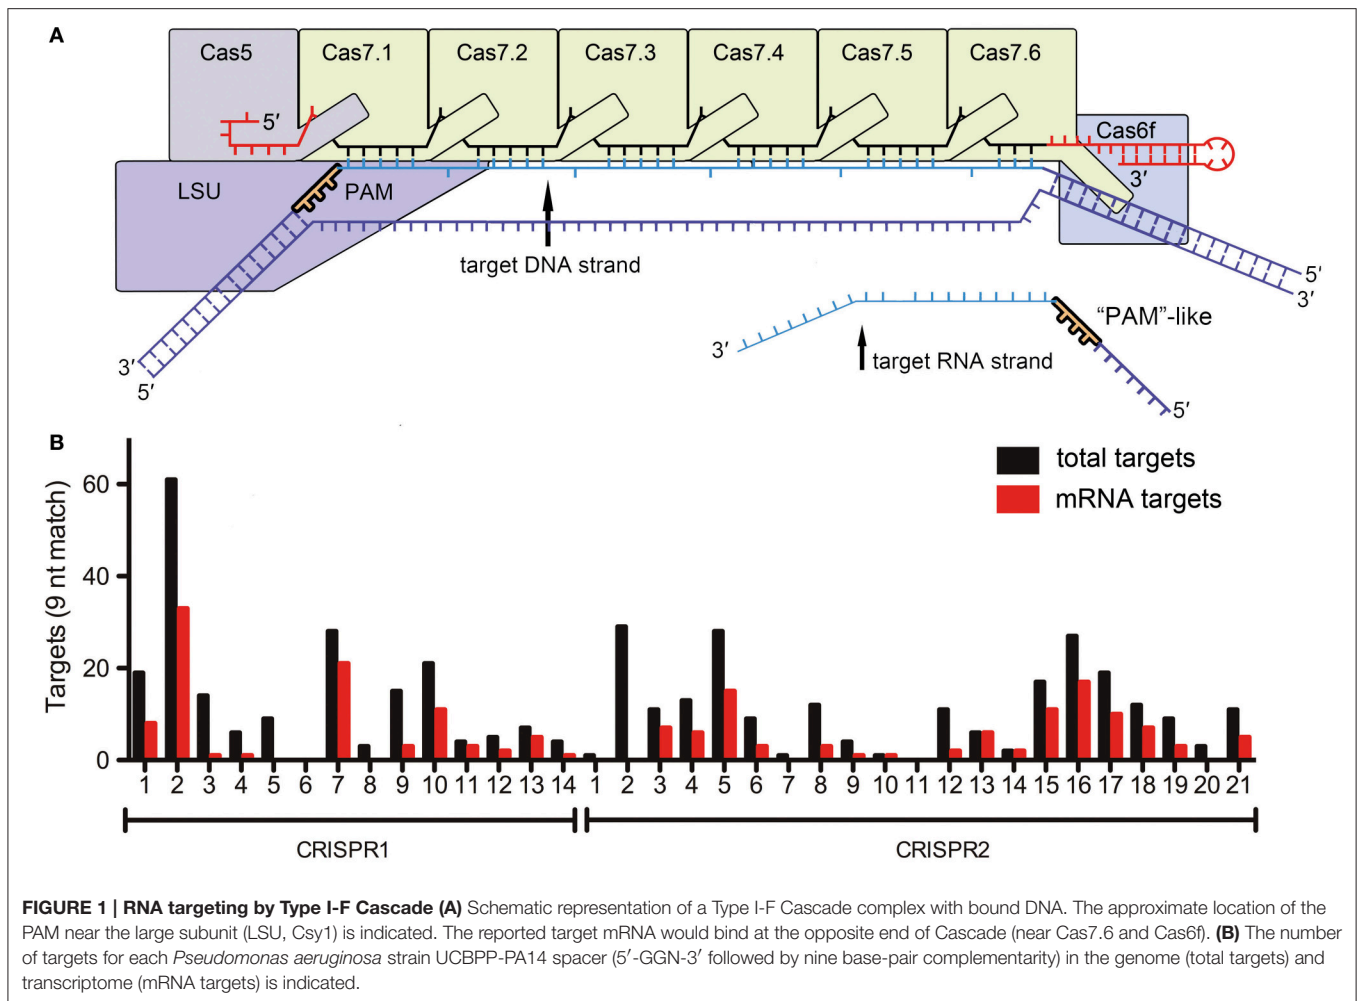 A
Cas5 Cas7.1 Cas7.2 Cas7.3 Cas7.4 Cas7.5 Cas7.6
5′
Cas6f
3′
LSU PAM
target DNA strand
5′
3′
"PAM"-like
3′
target RNA strand
5′
3′
5′
B
total targets
mRNA targets
Targets (9 nt match)
60
40
20
0
1 2 3 4 5 6 7 8 9 10 11 12 13 14 1 2 3 4 5 6 7 8 9 10 11 12 13 14 15 16 17 18 19 20 21
CRISPR1 CRISPR2
FIGURE 1 | RNA targeting by Type I-F Cascade (A) Schematic representation of a Type I-F Cascade complex with bound DNA. The approximate location of the
PAM near the large subunit (LSU, Csy1) is indicated. The reported target mRNA would bind at the opposite end of Cascade (near Cas7.6 and Cas6f). (B) The number
of targets for each Pseudomonas aeruginosa strain UCBPP-PA14 spacer (5′-GGN-3′ followed by nine base-pair complementarity) in the genome (total targets) and
transcriptome (mRNA targets) is indicated.